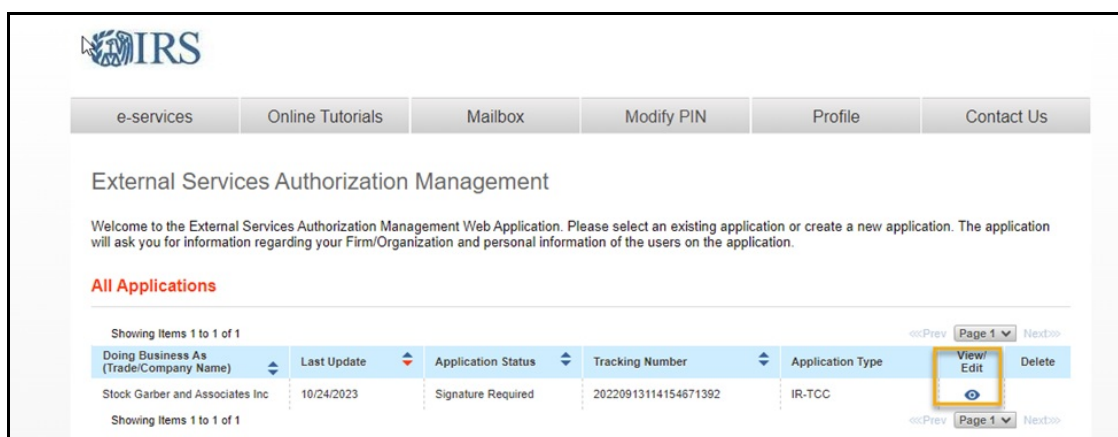 IRS
e-services Online Tutorials Mailbox Modify PIN Profile Contact Us
External Services Authorization Management
Welcome to the External Services Authorization Management Web Application. Please select an existing application or create a new application. The application
will ask you for information regarding your Firm/Organization and personal information of the users on the application.
All Applications
Showing Items 1 to 1 of 1 Prev Page 1 Next
Doing Business As (Trade/Company Name) Last Update Application Status Tracking Number Application Type View/ Edit Delete
Stock Garber and Associates Inc 10/24/2023 Signature Required 20220913114154671392 IR-TCC
Showing Items 1 to 1 of 1 Prev Page 1 Next